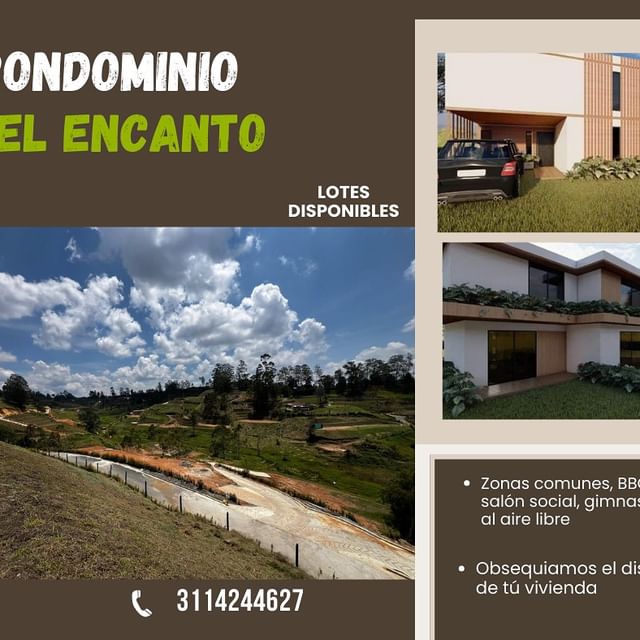 CONDOMINIO
EL ENCANTO
LOTES
DISPONIBLES
3114244627
Zonas comunes, BBQ
salón social, gimnas
al aire libre
Obsequiamos el dis
de tú vivienda